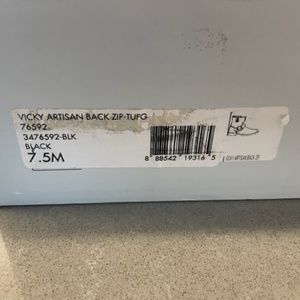 VICKY ARTISAN BACK ZIP-TUFG
76592
3476592-BLK
BLACK
7.5M
8 88542 19316 5